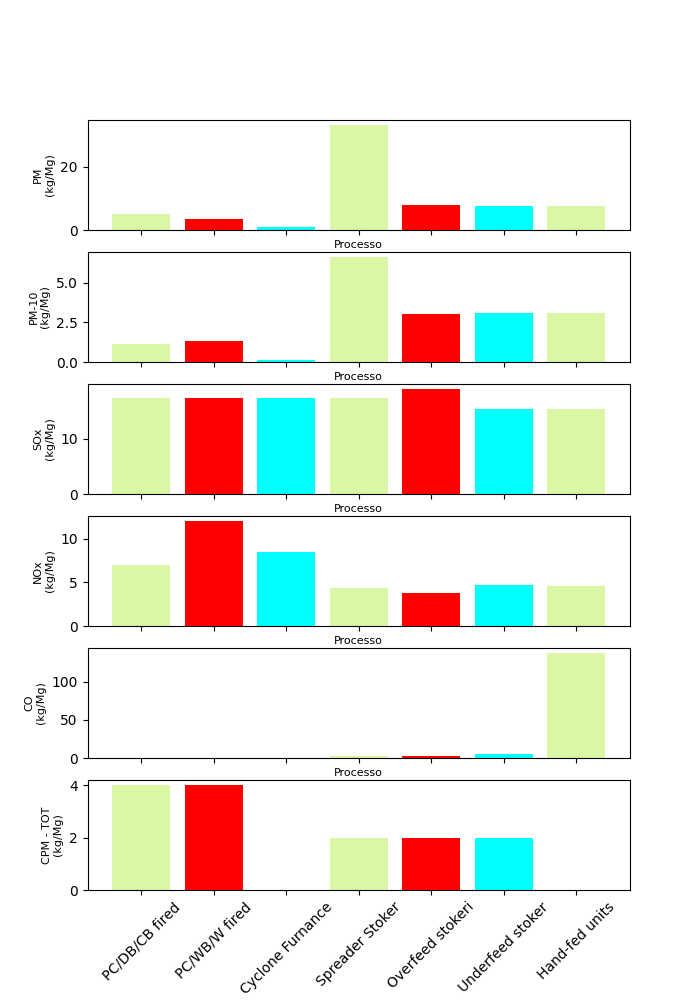 20
0
PM
(kg/Mg)
Processo
5.0
2.5
0.0
PM-10
(kg/Mg)
Processo
10
0
SOx
(kg/Mg)
Processo
10
5
0
NOx
(kg/Mg)
Processo
100
50
0
CO
(kg/Mg)
Processo
4
2
0
CPM - TOT
(kg/Mg)
PC/DB/CB fired
PC/WB/W fired
Cyclone Furnance
Spreader Stoker
Overfeed stokeri
Underfeed stoker
Hand-fed units